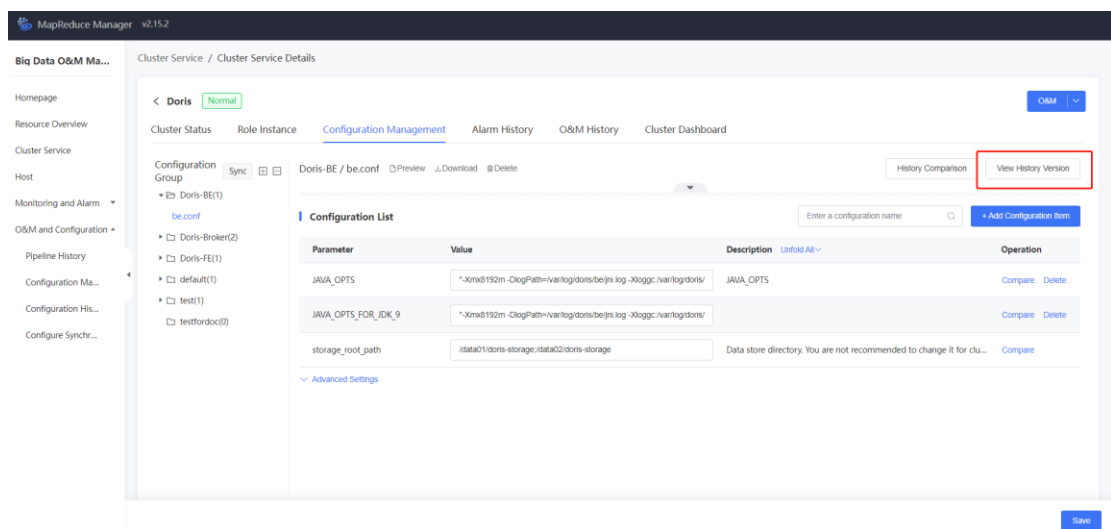 MapReduce Manager v2.15.2
Big Data O&M Ma...
Homepage
Resource Overview
Cluster Service
Host
Monitoring and Alarm
O&M and Configuration
Pipeline History
Configuration Ma...
Configuration His...
Configure Synchr...
Cluster Service / Cluster Service Details
Doris Normal
O&M
Cluster Status Role Instance Configuration Management Alarm History O&M History Cluster Dashboard
Configuration
Group
Sync
Doris-BE(1)
be.conf
Doris-Broker(2)
Doris-FE(1)
default(1)
test(1)
testfordoc(0)
Doris-BE / be.conf Preview Download Delete
History Comparison View History Version
Configuration List
Enter a configuration name
+ Add Configuration Item
Parameter Value Description Unfold All Operation
JAVA_OPTS "-Xmx8192m -DlogPath=/var/log/doris/be/jni.log -Xloggc:/var/log/doris/ JAVA_OPTS Compare Delete
JAVA_OPTS_FOR_JDK_9 "-Xmx8192m -DlogPath=/var/log/doris/be/jni.log -Xloggc:/var/log/doris/ Compare Delete
storage_root_path /data01/doris-storage;/data02/doris-storage Data store directory. You are not recommended to change it for clu... Compare
Advanced Settings
Save